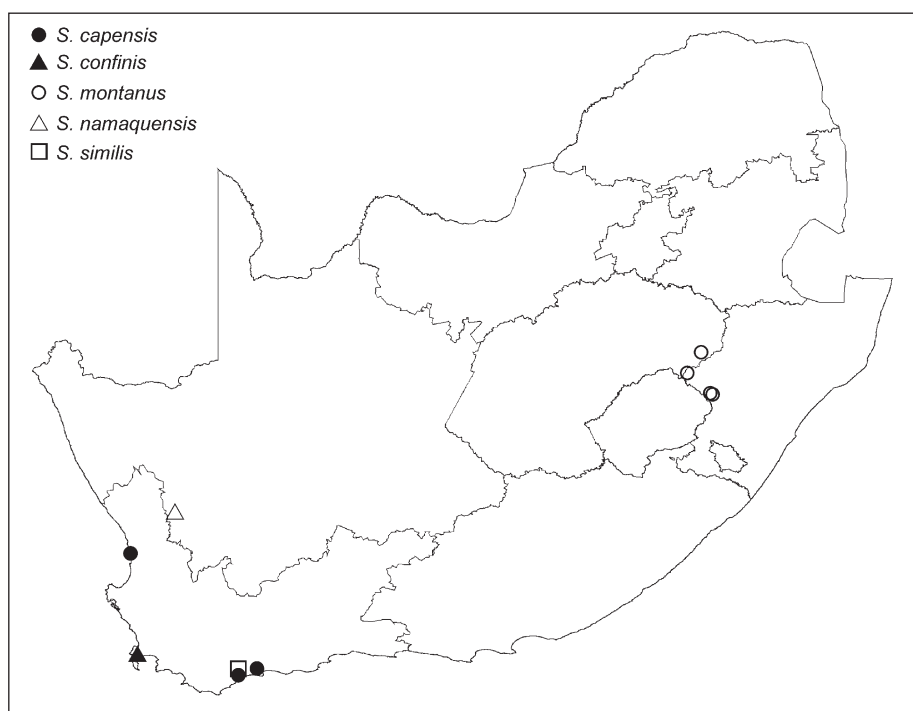 S. capensis
S. confinis
S. montanus
S. namaquensis
S. similis